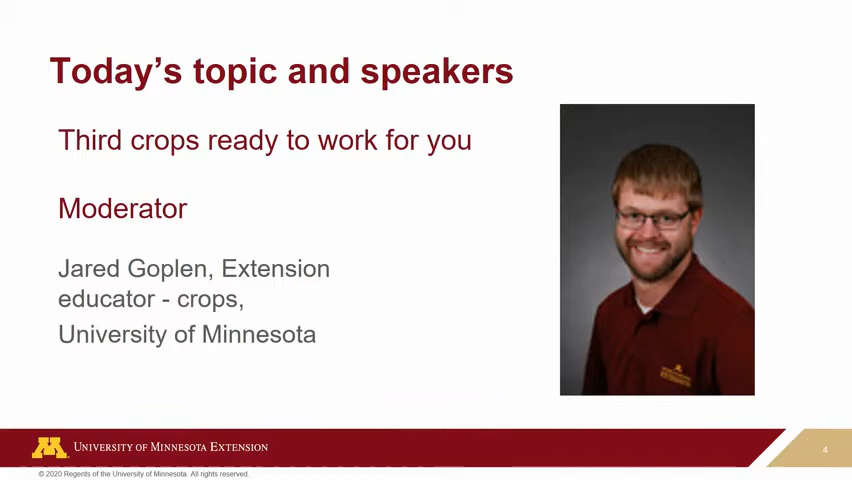 Today’s topic and speakers
Third crops ready to work for you
Moderator
Jared Goplen, Extension
educator - crops,
University of Minnesota
M
EXTENSION
UNIVERSITY OF MINNESOTA EXTENSION
4
© 2020 Regents of the University of Minnesota. All rights reserved.